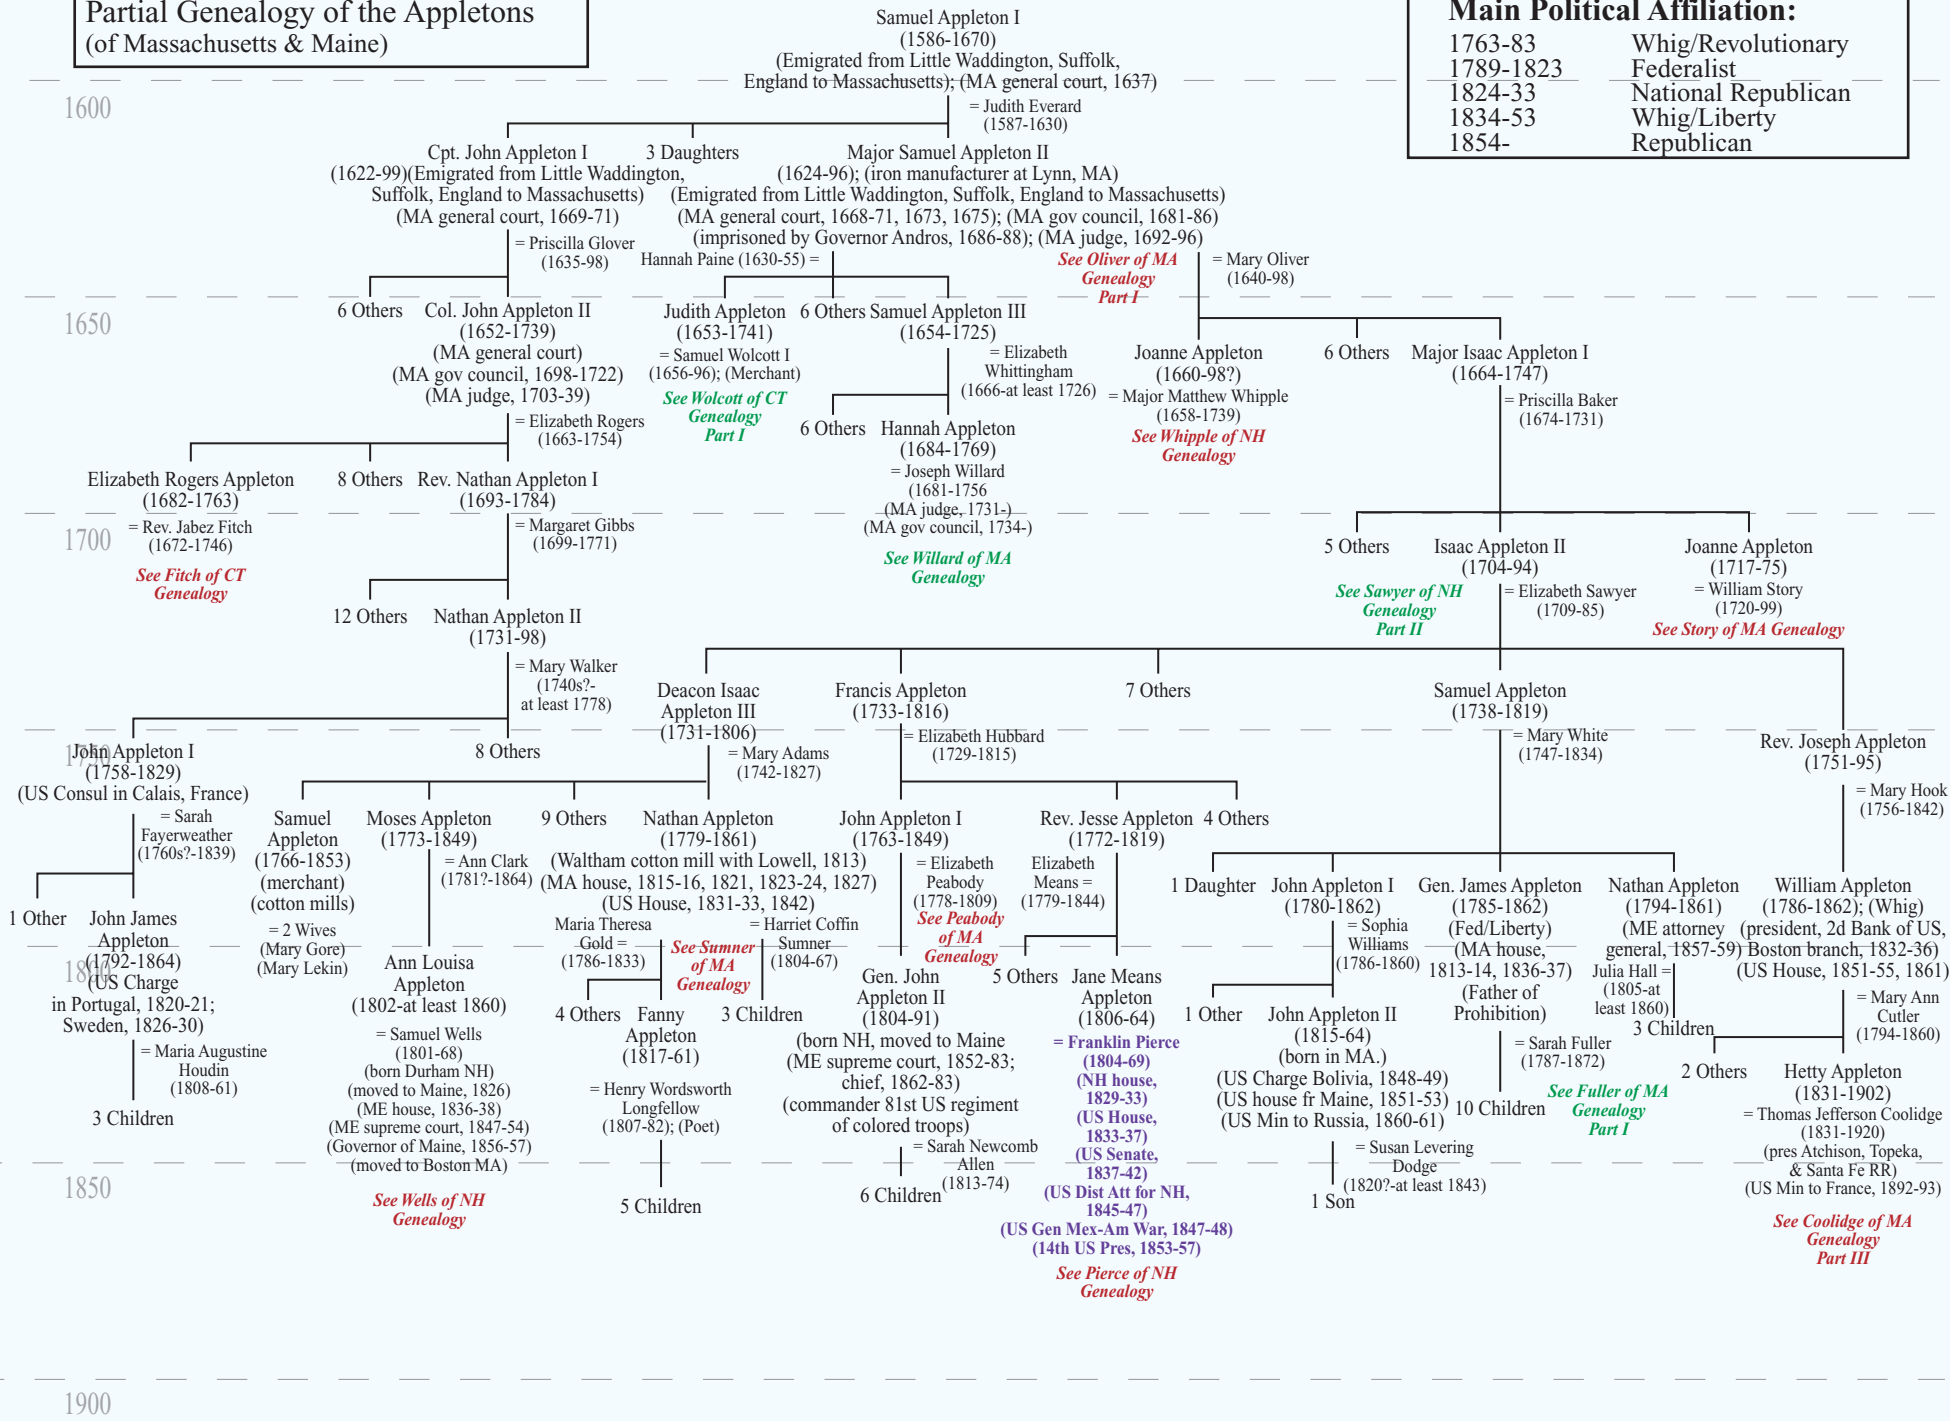 Partial Genealogy of the Appletons
(of Massachusetts & Maine)
Main Political Affiliation:
1763-83 Whig/Revolutionary
1789-1823 Federalist
1824-33 National Republican
1834-53 Whig/Liberty
1854- Republican
Samuel Appleton I
(1586-1670)
(Emigrated from Little Waddington, Suffolk,
England to Massachusetts); (MA general court, 1637)
= Judith Everard
(1587-1630)
1600
Cpt. John Appleton I
(1622-99)(Emigrated from Little Waddington,
Suffolk, England to Massachusetts)
(MA general court, 1669-71)
= Priscilla Glover
(1635-98)
3 Daughters
Major Samuel Appleton II
(1624-96); (iron manufacturer at Lynn, MA)
(Emigrated from Little Waddington, Suffolk, England to Massachusetts)
(MA general court, 1668-71, 1673, 1675); (MA gov council, 1681-86)
(imprisoned by Governor Andros, 1686-88); (MA judge, 1692-96)
Hannah Paine (1630-55) =
See Oliver of MA
Genealogy
Part I
= Mary Oliver
(1640-98)
1650
6 Others
Col. John Appleton II
(1652-1739)
(MA general court)
(MA gov council, 1698-1722)
(MA judge, 1703-39)
= Elizabeth Rogers
(1663-1754)
Judith Appleton
(1653-1741)
= Samuel Wolcott I
(1656-96); (Merchant)
See Wolcott of CT
Genealogy
Part I
6 Others
Samuel Appleton III
(1654-1725)
= Elizabeth
Whittingham
(1666-at least 1726)
6 Others
Hannah Appleton
(1684-1769)
= Joseph Willard
(1681-1756
(MA judge, 1731-)
(MA gov council, 1734-)
See Willard of MA
Genealogy
Joanne Appleton
(1660-98?)
= Major Matthew Whipple
(1658-1739)
See Whipple of NH
Genealogy
6 Others
Major Isaac Appleton I
(1664-1747)
= Priscilla Baker
(1674-1731)
Elizabeth Rogers Appleton
(1682-1763)
= Rev. Jabez Fitch
(1672-1746)
See Fitch of CT
Genealogy
8 Others
Rev. Nathan Appleton I
(1693-1784)
= Margaret Gibbs
(1699-1771)
1700
5 Others
Isaac Appleton II
(1704-94)
See Sawyer of NH
Genealogy
Part II
= Elizabeth Sawyer
(1709-85)
Joanne Appleton
(1717-75)
= William Story
(1720-99)
See Story of MA Genealogy
12 Others
Nathan Appleton II
(1731-98)
= Mary Walker
(1740s?-
at least 1778)
Deacon Isaac
Appleton III
(1731-1806)
= Mary Adams
(1742-1827)
Francis Appleton
(1733-1816)
= Elizabeth Hubbard
(1729-1815)
7 Others
Samuel Appleton
(1738-1819)
= Mary White
(1747-1834)
Rev. Joseph Appleton
(1751-95)
= Mary Hook
(1756-1842)
1750
John Appleton I
(1758-1829)
(US Consul in Calais, France)
= Sarah
Fayerweather
(1760s?-1839)
8 Others
Samuel
Appleton
(1766-1853)
(merchant)
(cotton mills)
= 2 Wives
(Mary Gore)
(Mary Lekin)
Moses Appleton
(1773-1849)
= Ann Clark
(1781?-1864)
9 Others
Nathan Appleton
(1779-1861)
(Waltham cotton mill with Lowell, 1813)
(MA house, 1815-16, 1821, 1823-24, 1827)
(US House, 1831-33, 1842)
Maria Theresa
Gold =
(1786-1833)
See Sumner
of MA
Genealogy
= Harriet Coffin
Sumner
(1804-67)
John Appleton I
(1763-1849)
= Elizabeth
Peabody
(1778-1809)
See Peabody
of MA
Genealogy
Rev. Jesse Appleton
(1772-1819)
Elizabeth
Means =
(1779-1844)
4 Others
1 Daughter
John Appleton I
(1780-1862)
= Sophia
Williams
(1786-1860)
Gen. James Appleton
(1785-1862)
(Fed/Liberty)
(MA house,
1813-14, 1836-37)
(Father of
Prohibition)
= Sarah Fuller
(1787-1872)
See Fuller of MA
Genealogy
Part I
10 Children
Nathan Appleton
(1794-1861)
(ME attorney
general, 1857-59)
Julia Hall =
(1805-at
least 1860)
3 Children
William Appleton
(1786-1862); (Whig)
(president, 2d Bank of US,
Boston branch, 1832-36)
(US House, 1851-55, 1861)
= Mary Ann
Cutler
(1794-1860)
1 Other
John James
Appleton
(1792-1864)
(US Charge
in Portugal, 1820-21;
Sweden, 1826-30)
= Maria Augustine
Houdin
(1808-61)
3 Children
1800
Ann Louisa
Appleton
(1802-at least 1860)
= Samuel Wells
(1801-68)
(born Durham NH)
(moved to Maine, 1826)
(ME house, 1836-38)
(ME supreme court, 1847-54)
(Governor of Maine, 1856-57)
(moved to Boston MA)
See Wells of NH
Genealogy
4 Others
Fanny
Appleton
(1817-61)
= Henry Wordsworth
Longfellow
(1807-82); (Poet)
5 Children
3 Children
Gen. John
Appleton II
(1804-91)
(born NH, moved to Maine
(ME supreme court, 1852-83;
chief, 1862-83)
(commander 81st US regiment
of colored troops)
= Sarah Newcomb
Allen
(1813-74)
6 Children
5 Others
Jane Means
Appleton
(1806-64)
= Franklin Pierce
(1804-69)
(NH house,
1829-33)
(US House,
1833-37)
(US Senate,
1837-42)
(US Dist Att for NH,
1845-47)
(US Gen Mex-Am War, 1847-48)
(14th US Pres, 1853-57)
See Pierce of NH
Genealogy
1 Other
John Appleton II
(1815-64)
(born in MA.)
(US Charge Bolivia, 1848-49)
(US house fr Maine, 1851-53)
(US Min to Russia, 1860-61)
= Susan Levering
Dodge
(1820?-at least 1843)
1 Son
2 Others
Hetty Appleton
(1831-1902)
= Thomas Jefferson Coolidge
(1831-1920)
(pres Atchison, Topeka,
& Santa Fe RR)
(US Min to France, 1892-93)
See Coolidge of MA
Genealogy
Part III
1850
1900